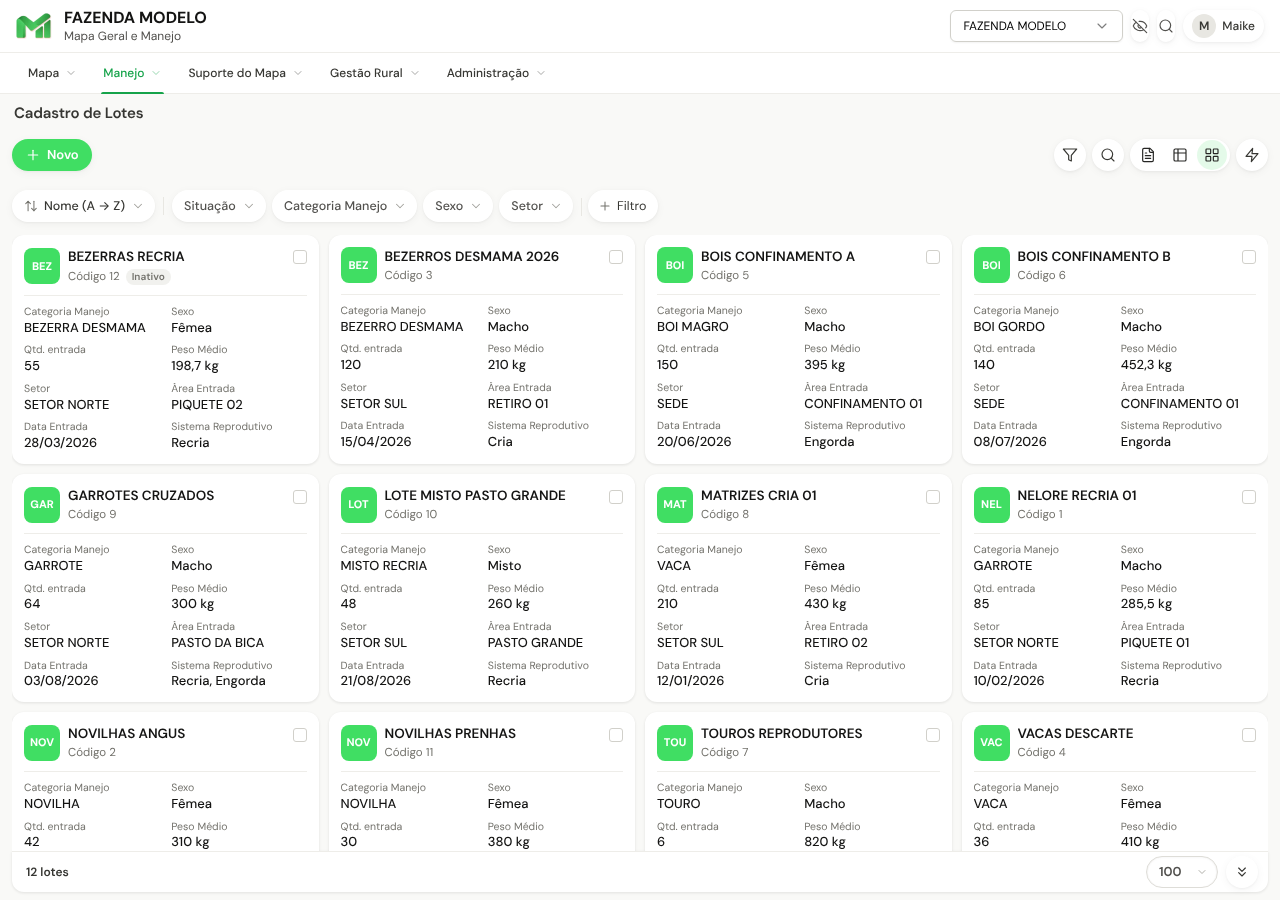 FAZENDA MODELO
Mapa Geral e Manejo
FAZENDA MODELO
M Maike
Mapa Manejo Suporte do Mapa Gestão Rural Administração
Cadastro de Lotes
Novo
Nome (A → Z) Situação Categoria Manejo Sexo Setor + Filtro
BEZ BEZERRAS RECRIA
Código 12 Inativo
Categoria Manejo Sexo
BEZERRA DESMAMA Fêmea
Qtd. entrada Peso Médio
55 198,7 kg
Setor Área Entrada
SETOR NORTE PIQUETE 02
Data Entrada Sistema Reprodutivo
28/03/2026 Recria
BEZ BEZERROS DESMAMA 2026
Código 3
Categoria Manejo Sexo
BEZERRO DESMAMA Macho
Qtd. entrada Peso Médio
120 210 kg
Setor Área Entrada
SETOR SUL RETIRO 01
Data Entrada Sistema Reprodutivo
15/04/2026 Cria
BOI BOIS CONFINAMENTO A
Código 5
Categoria Manejo Sexo
BOI MAGRO Macho
Qtd. entrada Peso Médio
150 395 kg
Setor Área Entrada
SEDE CONFINAMENTO 01
Data Entrada Sistema Reprodutivo
20/06/2026 Engorda
BOI BOIS CONFINAMENTO B
Código 6
Categoria Manejo Sexo
BOI GORDO Macho
Qtd. entrada Peso Médio
140 452,3 kg
Setor Área Entrada
SEDE CONFINAMENTO 01
Data Entrada Sistema Reprodutivo
08/07/2026 Engorda
GAR GARROTES CRUZADOS
Código 9
Categoria Manejo Sexo
GARROTE Macho
Qtd. entrada Peso Médio
64 300 kg
Setor Área Entrada
SETOR NORTE PASTO DA BICA
Data Entrada Sistema Reprodutivo
03/08/2026 Recria, Engorda
LOT LOTE MISTO PASTO GRANDE
Código 10
Categoria Manejo Sexo
MISTO RECRIA Misto
Qtd. entrada Peso Médio
48 260 kg
Setor Área Entrada
SETOR SUL PASTO GRANDE
Data Entrada Sistema Reprodutivo
21/08/2026 Recria
MAT MATRIZES CRIA 01
Código 8
Categoria Manejo Sexo
VACA Fêmea
Qtd. entrada Peso Médio
210 430 kg
Setor Área Entrada
SETOR SUL RETIRO 02
Data Entrada Sistema Reprodutivo
12/01/2026 Cria
NEL NELORE RECRIA 01
Código 1
Categoria Manejo Sexo
GARROTE Macho
Qtd. entrada Peso Médio
85 285,5 kg
Setor Área Entrada
SETOR NORTE PIQUETE 01
Data Entrada Sistema Reprodutivo
10/02/2026 Recria
NOV NOVILHAS ANGUS
Código 2
Categoria Manejo Sexo
NOVILHA Fêmea
Qtd. entrada Peso Médio
42 310 kg
NOV NOVILHAS PRENHAS
Código 11
Categoria Manejo Sexo
NOVILHA Fêmea
Qtd. entrada Peso Médio
30 380 kg
TOU TOUROS REPRODUTORES
Código 7
Categoria Manejo Sexo
TOURO Macho
Qtd. entrada Peso Médio
6 820 kg
VAC VACAS DESCARTE
Código 4
Categoria Manejo Sexo
VACA Fêmea
Qtd. entrada Peso Médio
36 410 kg
12 lotes 100